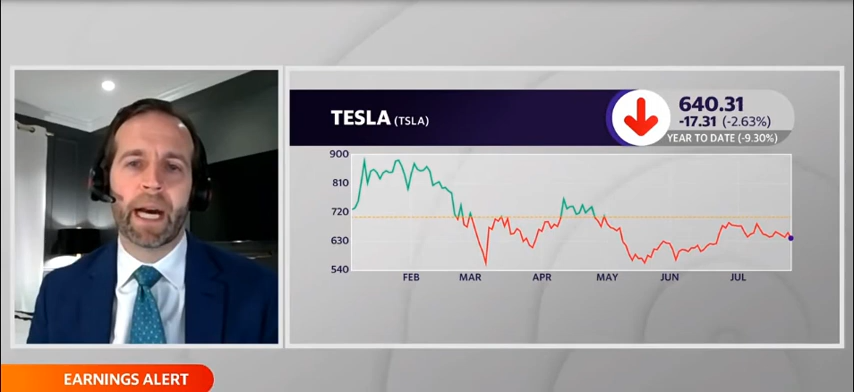 TESLA (TSLA)
640.31
-17.31 (-2.63%)
YEAR TO DATE (-9.30%)
900
810
720
630
540
FEB MAR APR MAY JUN JUL
EARNINGS ALERT